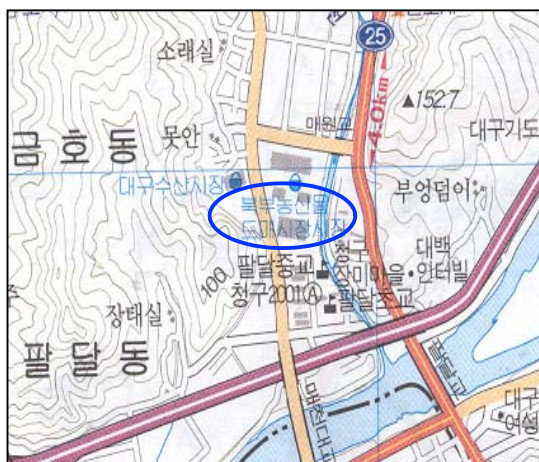 소래실
25
4.0km
매원교
152.7
대구기도
못안
금호동
대구수산시장
북부농산물
도매시장시장
부엉덤이
청구
대백
팔달중교
장미마을·안터빌
100
청구2001Ⓐ
팔달초교
장태실
팔달동
팔달교
매천대교
대구
여성